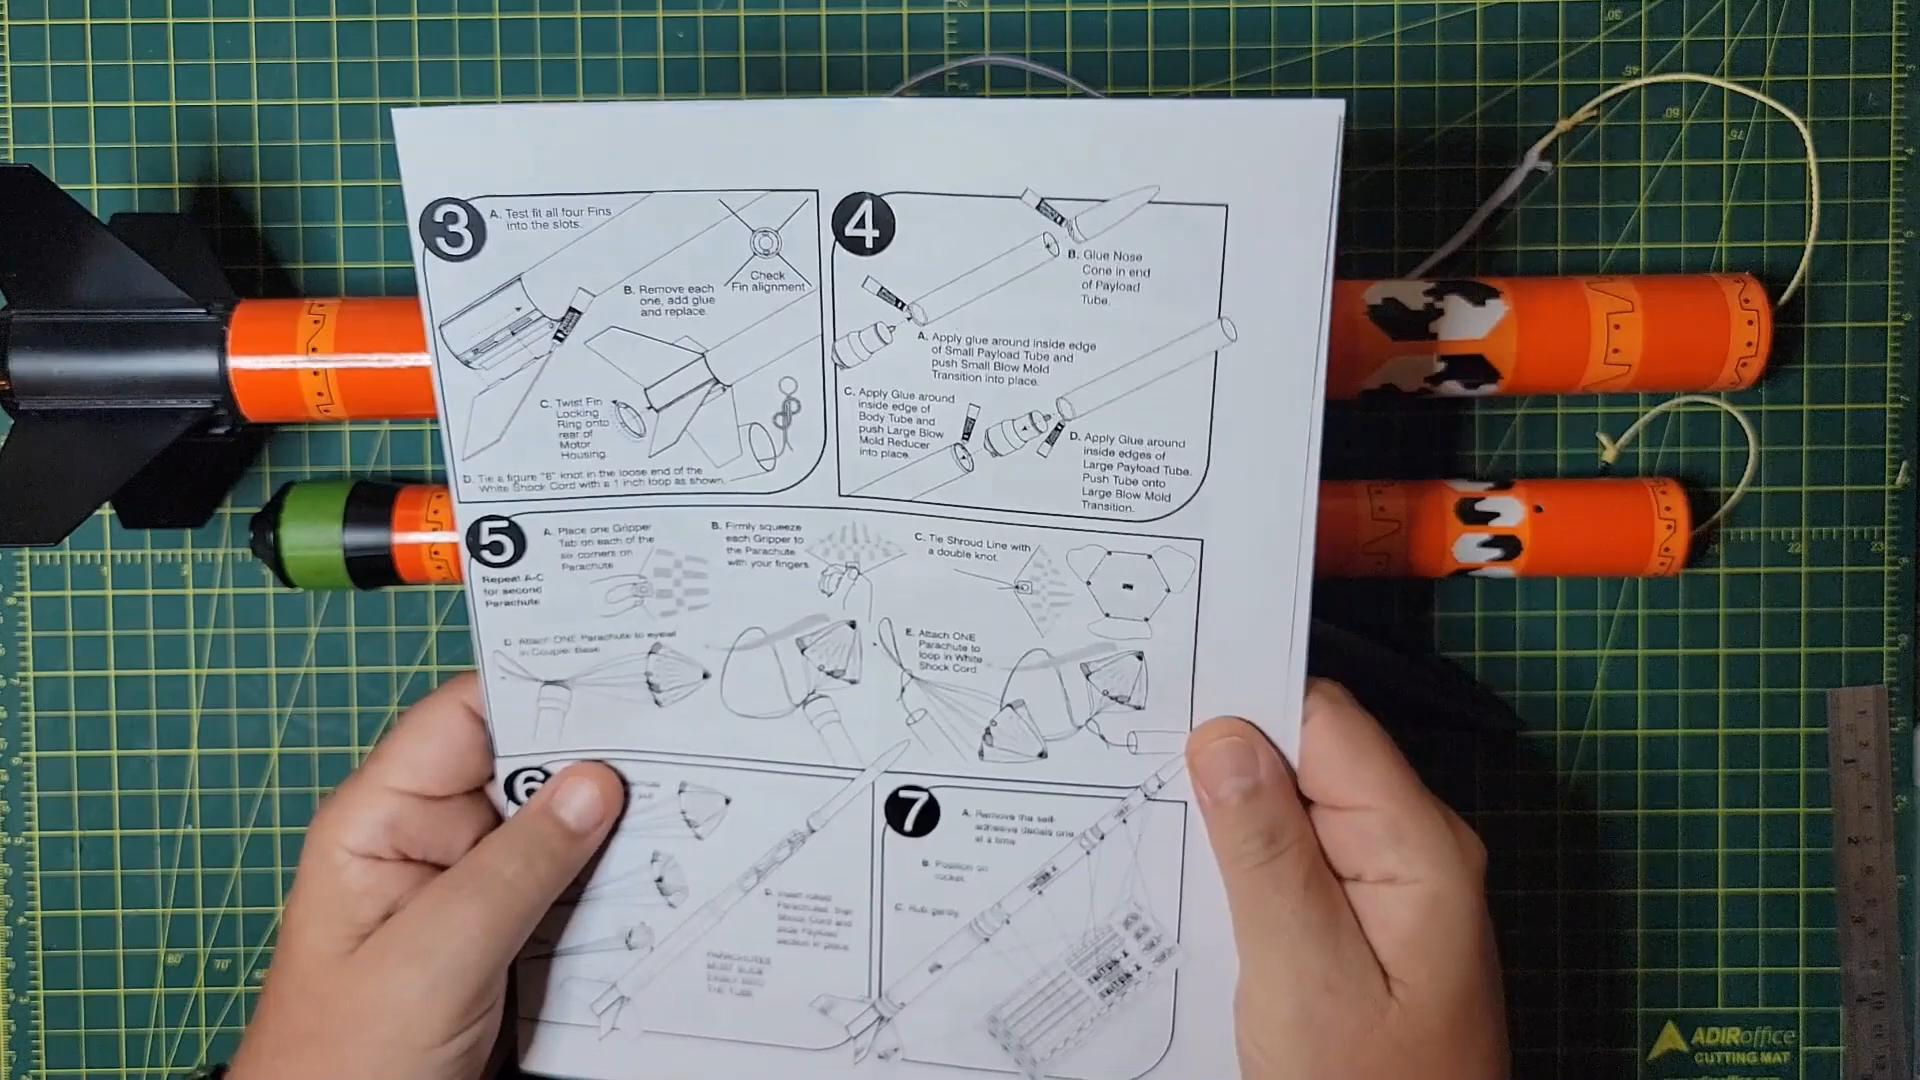 3
A. Test fit all four Fins
into the slots.
B. Remove each
one, add glue
and replace.
Check
Fin alignment
C. Twist Fin
Locking
Ring onto
rear of
Motor
Housing
D. Tie a figure "8" knot in the loose end of the
White Shock Cord with a 1 inch loop as shown.
4
B. Glue Nose
Cone in end
of Payload
Tube.
A. Apply glue around inside edge
of Small Payload Tube and
push Small Blow Mold
Transition into place.
C. Apply Glue around
inside edge of
Body Tube and
push Large Blow
Mold Reducer
into place.
D. Apply Glue around
inside edges of
Large Payload Tube.
Push Tube onto
Large Blow Mold
Transition.
5
Repeat A-C
for second
Parachute
A. Place one Gripper
Tab on each of the
six corners on
Parachute
B. Firmly squeeze
each Gripper to
the Parachute
with your fingers
C. Tie Shroud Line with
a double knot.
D. Attach ONE Parachute to eyelet
in Coupler Base
E. Attach ONE
Parachute to
loop in White
Shock Cord
6
7
A. Remove the self-
adhesive decals one
at a time
B. Position on
rocket.
C. Rub gently
ADIRoffice
CUTTING MAT